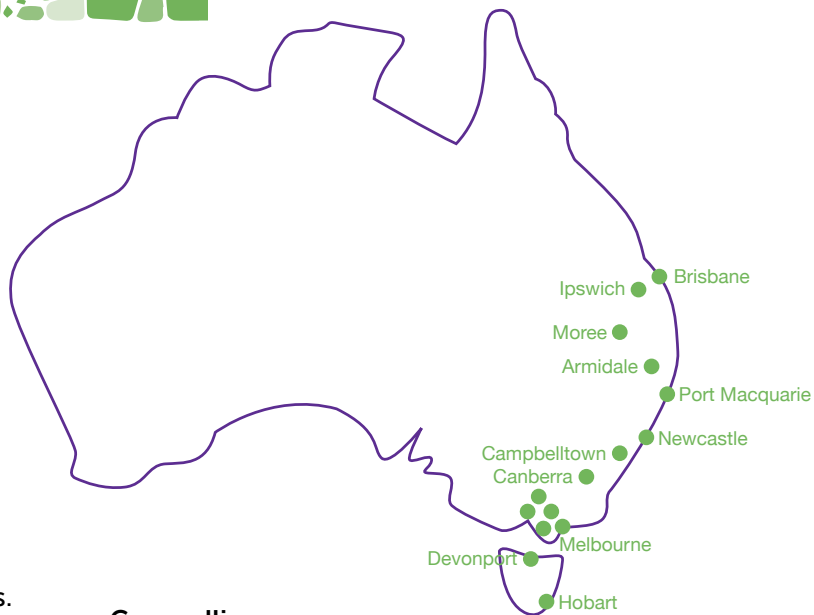 Brisbane
Ipswich
Moree
Armidale
Port Macquarie
Newcastle
Campbelltown
Canberra
Melbourne
Devonport
s.
Hobart